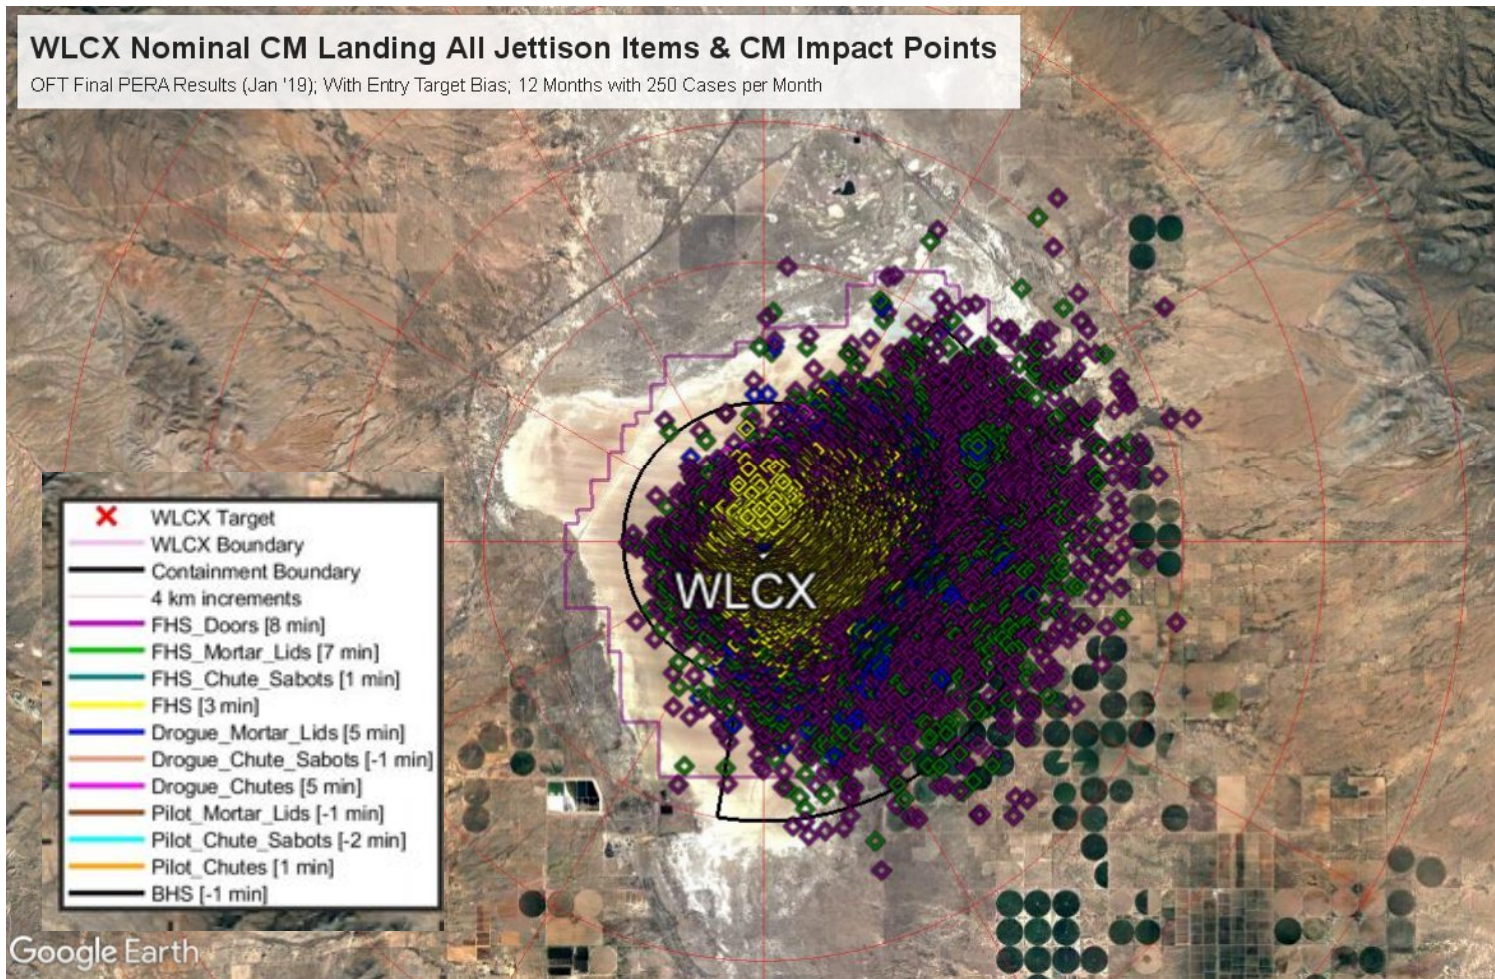 WLCX Nominal CM Landing All Jettison Items & CM Impact Points
OFT Final PERA Results (Jan '19); With Entry Target Bias; 12 Months with 250 Cases per Month
WLCX
WLCX Target
WLCX Boundary
Containment Boundary
4 km increments
FHS_Doors [8 min]
FHS_Mortar_Lids [7 min]
FHS_Chute_Sabots [1 min]
FHS [3 min]
Drogue_Mortar_Lids [5 min]
Drogue_Chute_Sabots [-1 min]
Drogue_Chutes [5 min]
Pilot_Mortar_Lids [-1 min]
Pilot_Chute_Sabots [-2 min]
Pilot_Chutes [1 min]
BHS [-1 min]
Google Earth